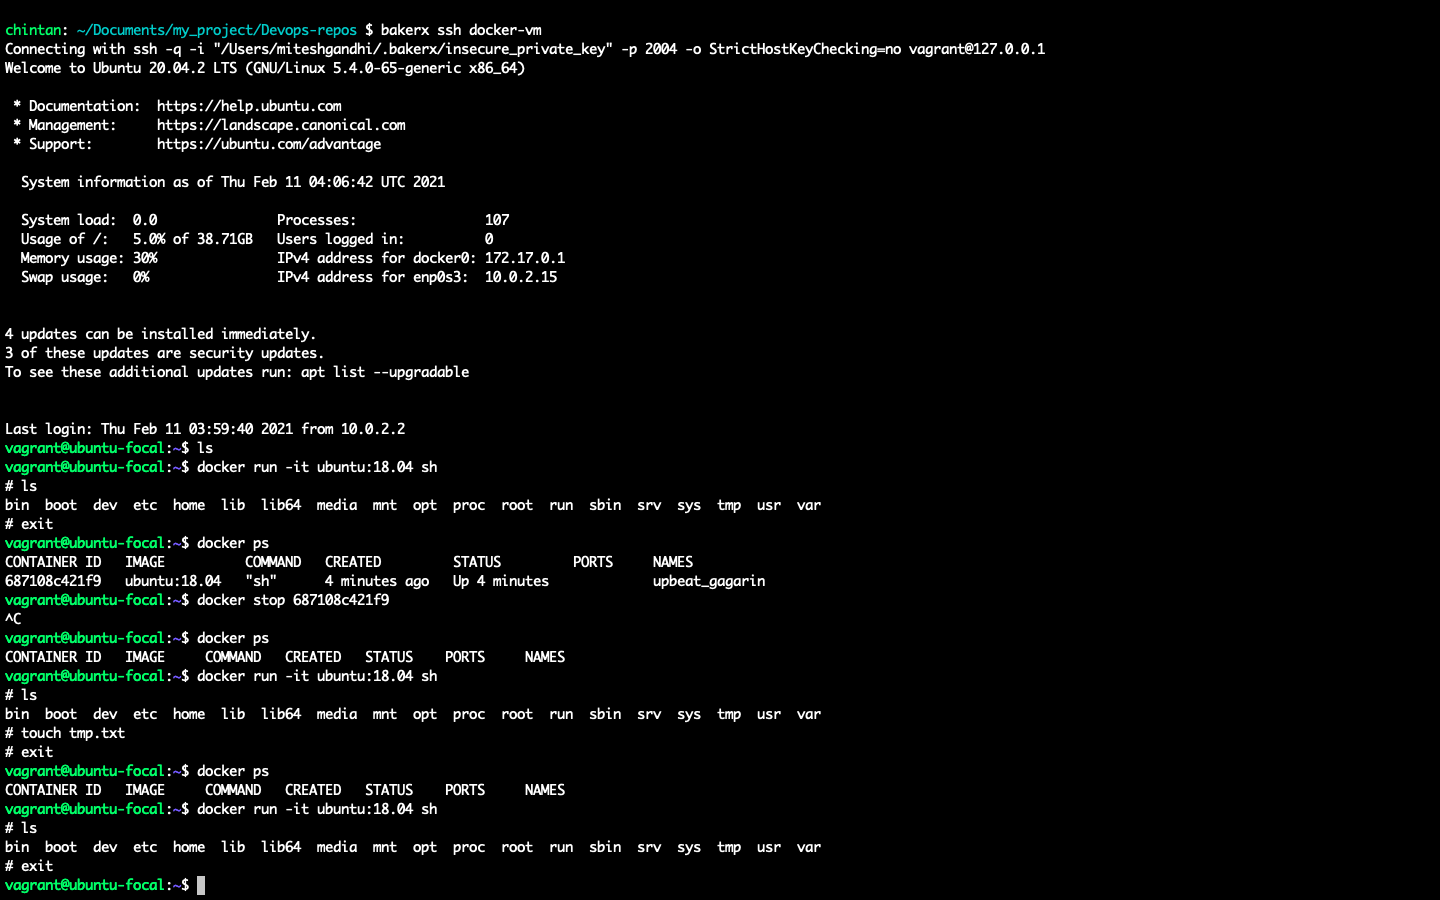 chintan: ~/Documents/my_project/Devops-repos $ bakerx ssh docker-vm
Connecting with ssh -q -i "/Users/miteshgandhi/.bakerx/insecure_private_key" -p 2004 -o StrictHostKeyChecking=no vagrant@127.0.0.1
Welcome to Ubuntu 20.04.2 LTS (GNU/Linux 5.4.0-65-generic x86_64)
* Documentation:  https://help.ubuntu.com
* Management:     https://landscape.canonical.com
* Support:        https://ubuntu.com/advantage
System information as of Thu Feb 11 04:06:42 UTC 2021
System load:  0.0               Processes:                107
Usage of /:   5.0% of 38.71GB   Users logged in:          0
Memory usage: 30%               IPv4 address for docker0: 172.17.0.1
Swap usage:   0%                IPv4 address for enp0s3:  10.0.2.15
4 updates can be installed immediately.
3 of these updates are security updates.
To see these additional updates run: apt list --upgradable
Last login: Thu Feb 11 03:59:40 2021 from 10.0.2.2
vagrant@ubuntu-focal:~$ ls
vagrant@ubuntu-focal:~$ docker run -it ubuntu:18.04 sh
# ls
bin  boot  dev  etc  home  lib  lib64  media  mnt  opt  proc  root  run  sbin  srv  sys  tmp  usr  var
# exit
vagrant@ubuntu-focal:~$ docker ps
CONTAINER ID   IMAGE          COMMAND   CREATED         STATUS         PORTS     NAMES
687108c421f9   ubuntu:18.04   "sh"      4 minutes ago   Up 4 minutes             upbeat_gagarin
vagrant@ubuntu-focal:~$ docker stop 687108c421f9
^C
vagrant@ubuntu-focal:~$ docker ps
CONTAINER ID   IMAGE     COMMAND   CREATED   STATUS    PORTS     NAMES
vagrant@ubuntu-focal:~$ docker run -it ubuntu:18.04 sh
# ls
bin  boot  dev  etc  home  lib  lib64  media  mnt  opt  proc  root  run  sbin  srv  sys  tmp  usr  var
# touch tmp.txt
# exit
vagrant@ubuntu-focal:~$ docker ps
CONTAINER ID   IMAGE     COMMAND   CREATED   STATUS    PORTS     NAMES
vagrant@ubuntu-focal:~$ docker run -it ubuntu:18.04 sh
# ls
bin  boot  dev  etc  home  lib  lib64  media  mnt  opt  proc  root  run  sbin  srv  sys  tmp  usr  var
# exit
vagrant@ubuntu-focal:~$